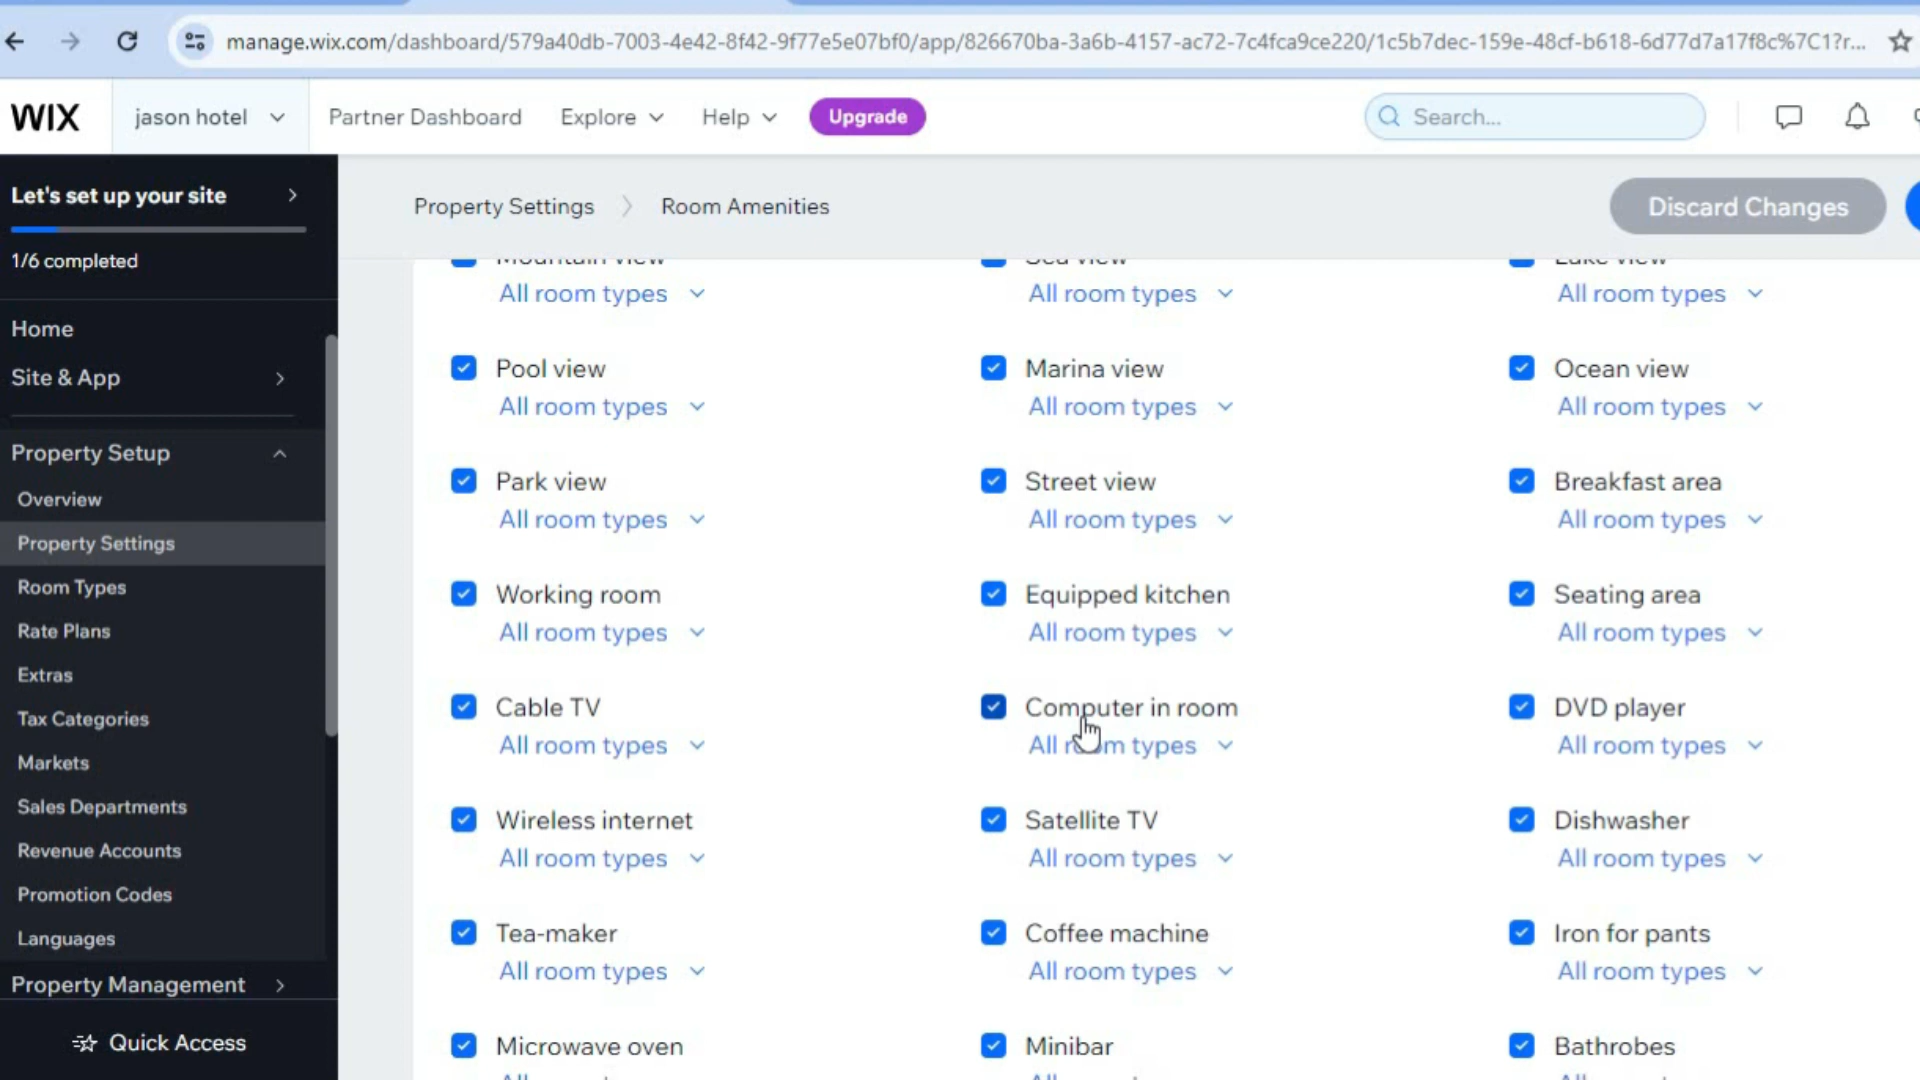 manage.wix.com/dashboard/579a40db-7003-4e42-8f42-9f77e5e07bf0/app/826670ba-3a6b-4157-ac72-7c4fca9ce220/1c5b7dec-159e-48cf-b618-6d77d7a17f8c%7C1?r...
WIX jason hotel Partner Dashboard Explore Help Upgrade Search...
Let's set up your site
1/6 completed
Home
Site & App
Property Setup
Overview
Property Settings
Room Types
Rate Plans
Extras
Tax Categories
Markets
Sales Departments
Revenue Accounts
Promotion Codes
Languages
Property Management
Quick Access
Property Settings Room Amenities Discard Changes
Mountain view Sea view Lake view
All room types All room types All room types
Pool view Marina view Ocean view
All room types All room types All room types
Park view Street view Breakfast area
All room types All room types All room types
Working room Equipped kitchen Seating area
All room types All room types All room types
Cable TV Computer in room DVD player
All room types All room types All room types
Wireless internet Satellite TV Dishwasher
All room types All room types All room types
Tea-maker Coffee machine Iron for pants
All room types All room types All room types
Microwave oven Minibar Bathrobes